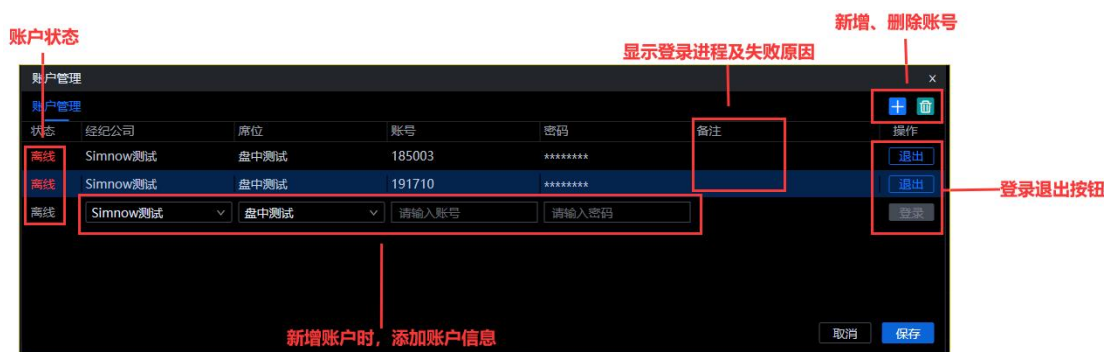 新增、删除账号
账户状态
显示登录进程及失败原因
账户管理 x
账户管理
状态 经纪公司 席位 账号 密码 备注 操作
离线 Simnow测试 盘中测试 185003 ******** 退出
离线 Simnow测试 盘中测试 191710 ******** 退出
登录退出按钮
离线 Simnow测试 盘中测试 请输入账号 请输入密码 登录
新增账户时，添加账户信息
取消 保存